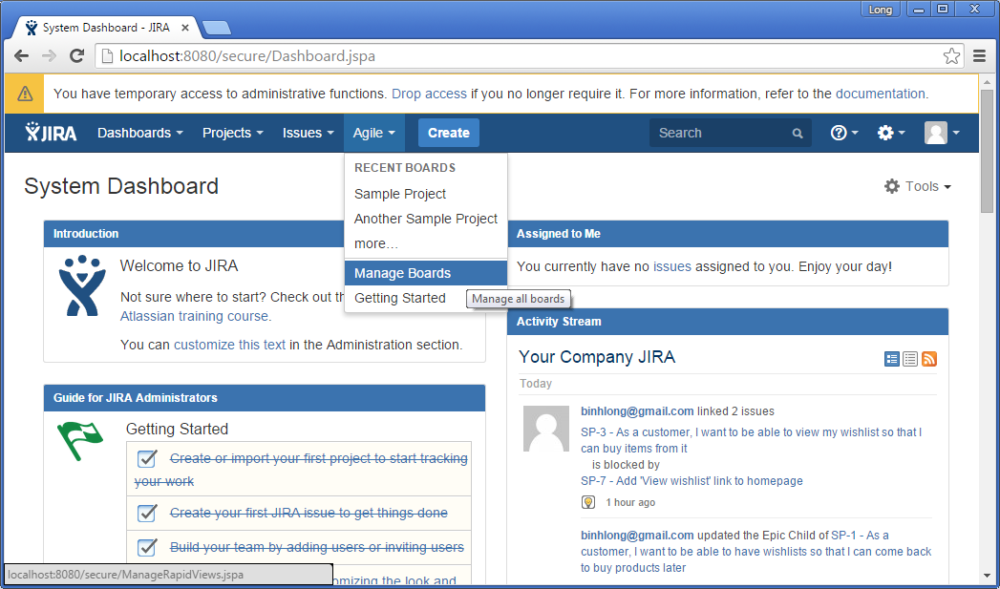 Long
System Dashboard - JIRA
localhost:8080/secure/Dashboard.jspa
You have temporary access to administrative functions. Drop access if you no longer require it. For more information, refer to the documentation.
JIRA Dashboards Projects Issues Agile Create Search
RECENT BOARDS
Sample Project
Another Sample Project
more…
Manage Boards
Getting Started
Manage all boards
System Dashboard
Tools
Introduction
Welcome to JIRA
Not sure where to start? Check out th
Atlassian training course.
You can customize this text in the Administration section.
Guide for JIRA Administrators
Getting Started
Create or import your first project to start tracking
your work
Create your first JIRA issue to get things done
Build your team by adding users or inviting users
omizing the look and
Assigned to Me
You currently have no issues assigned to you. Enjoy your day!
Activity Stream
Your Company JIRA
Today
binhlong@gmail.com linked 2 issues
SP-3 - As a customer, I want to be able to view my wishlist so that I
can buy items from it
is blocked by
SP-7 - Add 'View wishlist' link to homepage
1 hour ago
binhlong@gmail.com updated the Epic Child of SP-1 - As a
customer, I want to be able to have wishlists so that I can come back
to buy products later
localhost:8080/secure/ManageRapidViews.jspa